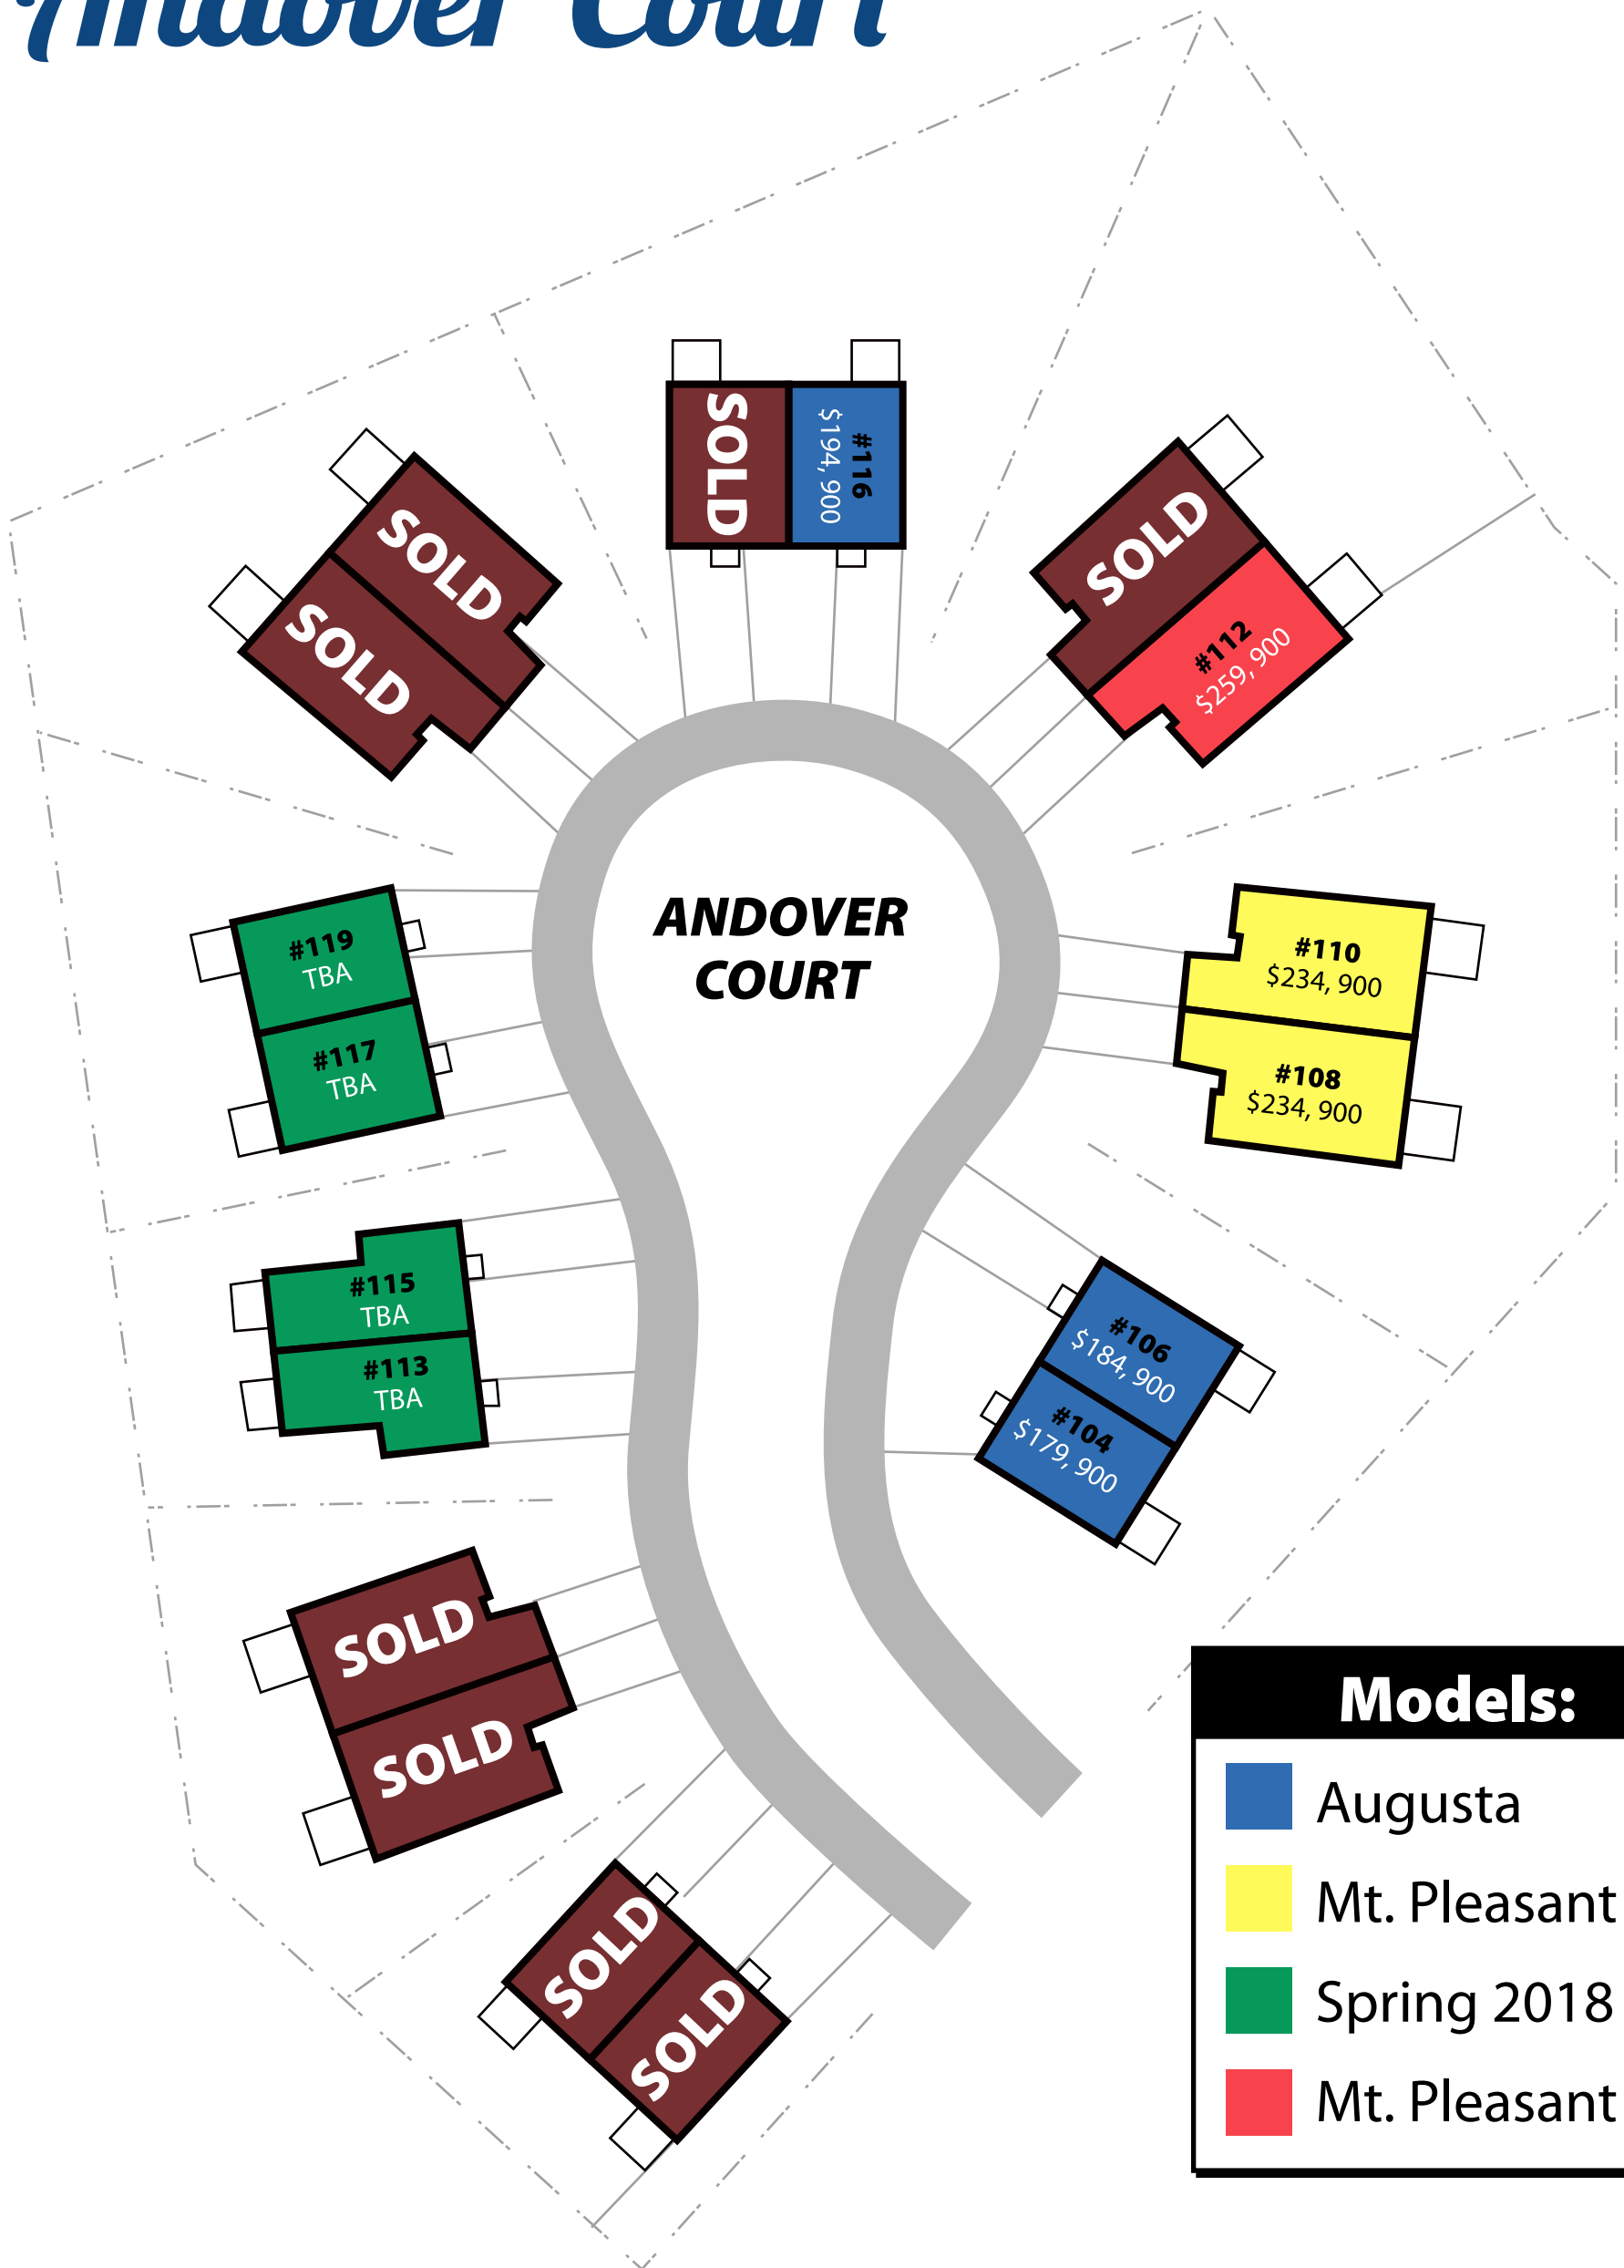 Andover Court
SOLD
#116
$194, 900
SOLD
SOLD
SOLD
#112
$259, 900
ANDOVER
COURT
#119
TBA
#117
TBA
#110
$234, 900
#108
$234, 900
#115
TBA
#113
TBA
#106
$184, 900
#104
$179, 900
SOLD
SOLD
SOLD
SOLD
Models:
Augusta
Mt. Pleasant
Spring 2018
Mt. Pleasant